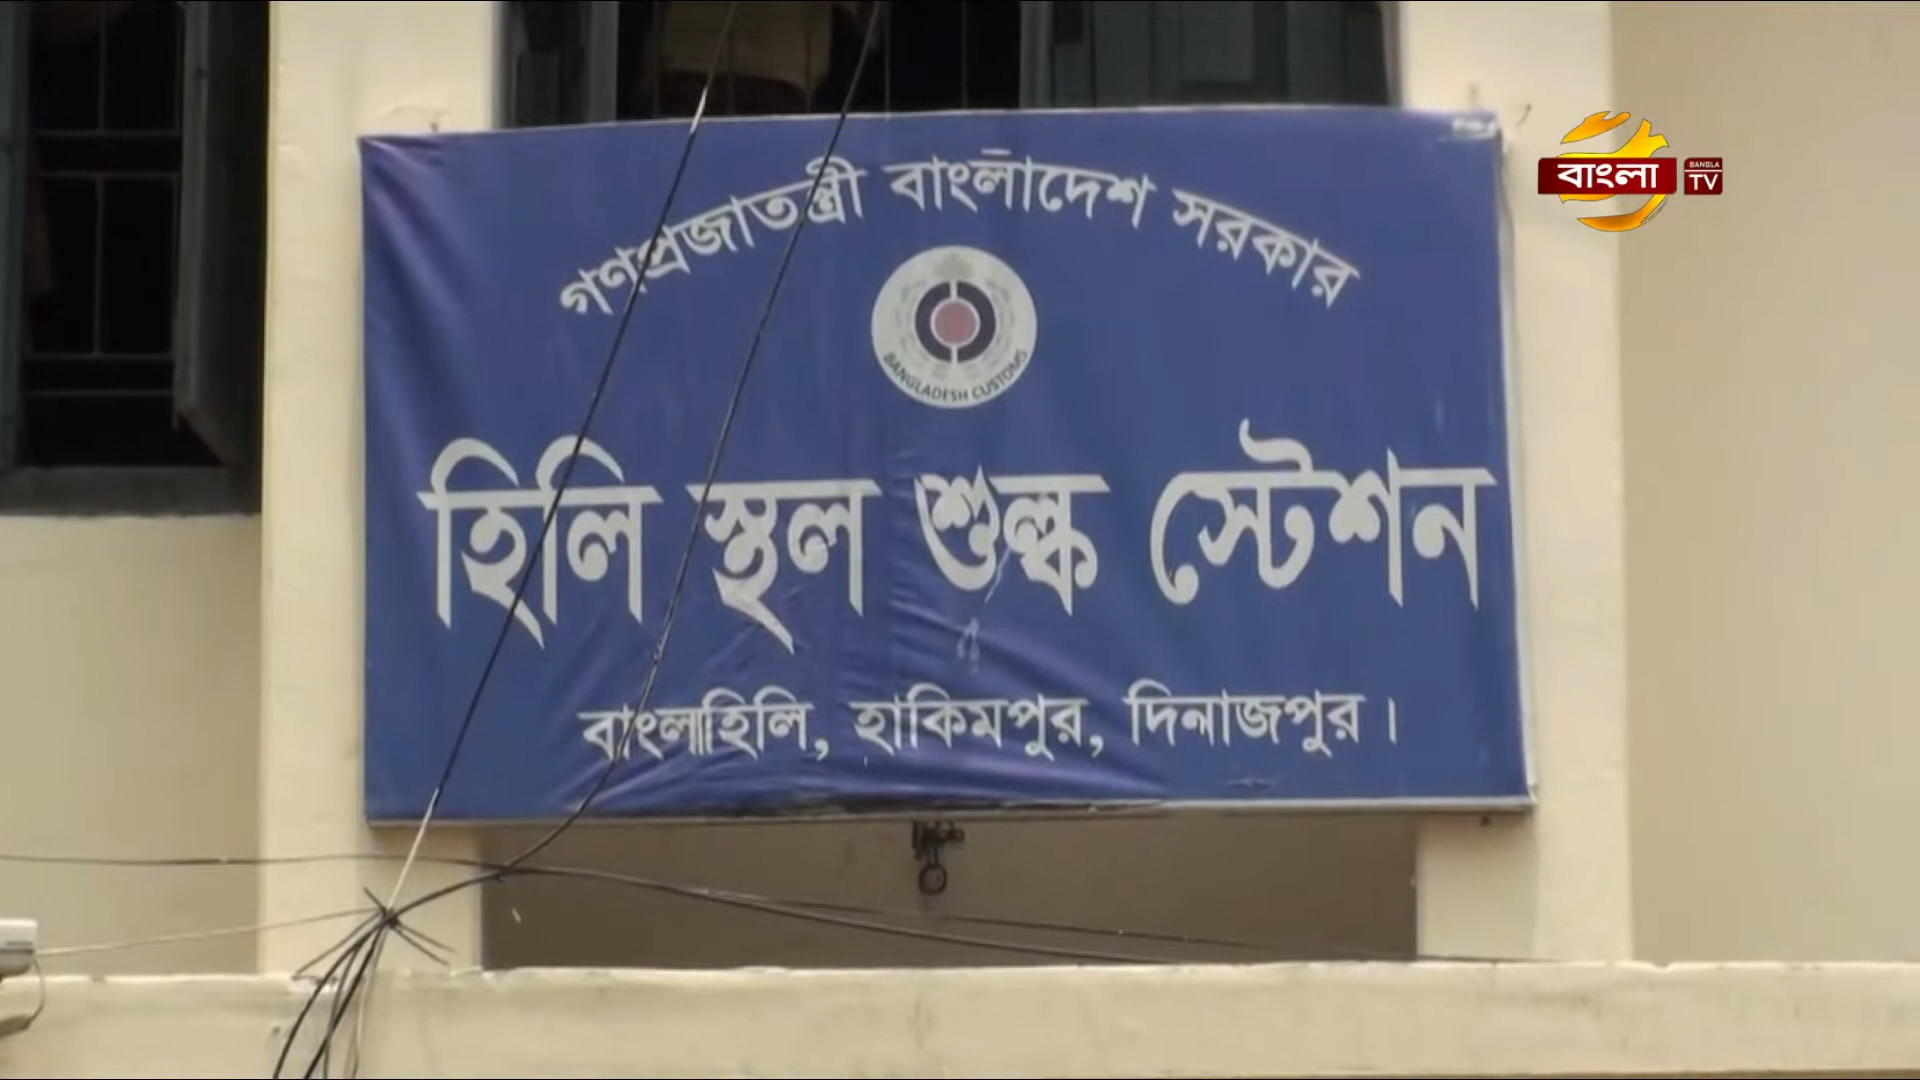 গণপ্রজাতন্ত্রী বাংলাদেশ সরকার
BANGLADESH CUSTOMS
হিলি স্থল শুল্ক স্টেশন
বাংলাহিলি, হাকিমপুর, দিনাজপুর।
বাংলা
BANGLA
TV